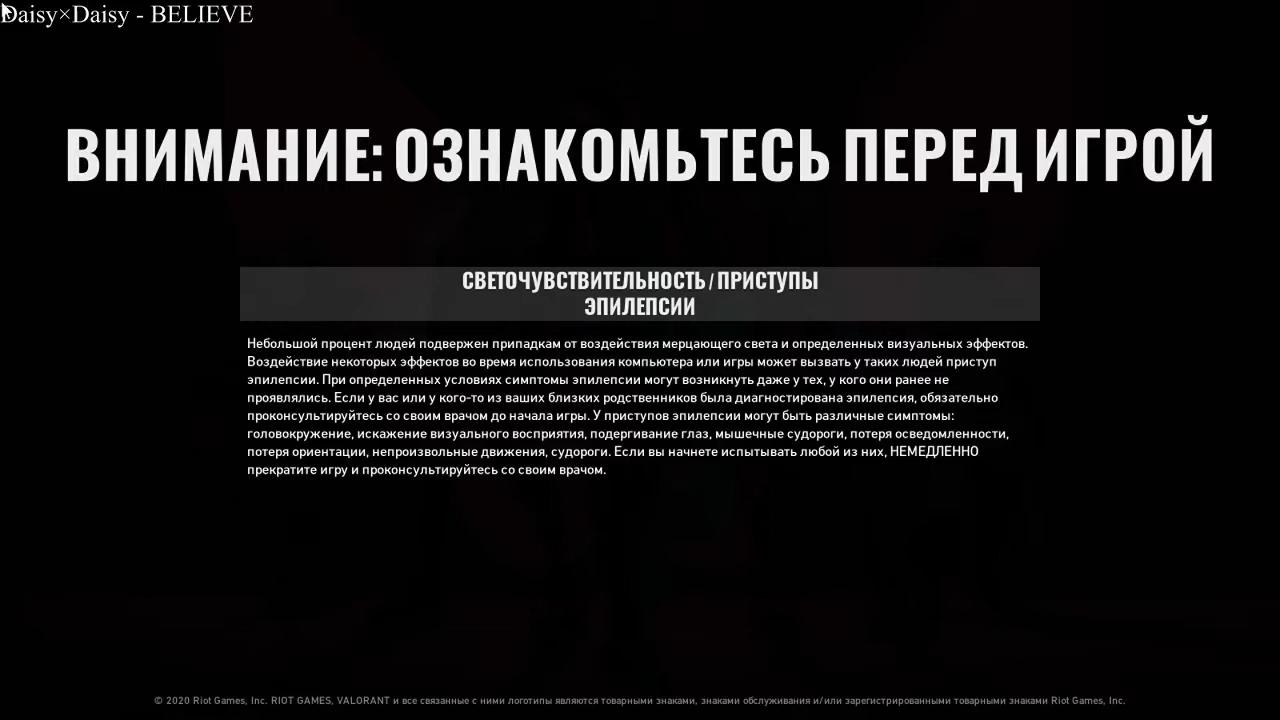 Daisy×Daisy - BELIEVE
ВНИМАНИЕ: ОЗНАКОМЬТЕСЬ ПЕРЕД ИГРОЙ
СВЕТОЧУВСТВИТЕЛЬНОСТЬ / ПРИСТУПЫ
ЭПИЛЕПСИИ
Небольшой процент людей подвержен припадкам от воздействия мерцающего света и определенных визуальных эффектов.
Воздействие некоторых эффектов во время использования компьютера или игры может вызвать у таких людей приступ
эпилепсии. При определенных условиях симптомы эпилепсии могут возникнуть даже у тех, у кого они ранее не
проявлялись. Если у вас или у кого-то из ваших близких родственников была диагностирована эпилепсия, обязательно
проконсультируйтесь со своим врачом до начала игры. У приступов эпилепсии могут быть различные симптомы:
головокружение, искажение визуального восприятия, подергивание глаз, мышечные судороги, потеря осведомленности,
потеря ориентации, непроизвольные движения, судороги. Если вы начнете испытывать любой из них, НЕМЕДЛЕННО
прекратите игру и проконсультируйтесь со своим врачом.
© 2020 Riot Games, Inc. RIOT GAMES, VALORANT и все связанные с ними логотипы являются товарными знаками, знаками обслуживания и/или зарегистрированными товарными знаками Riot Games, Inc.